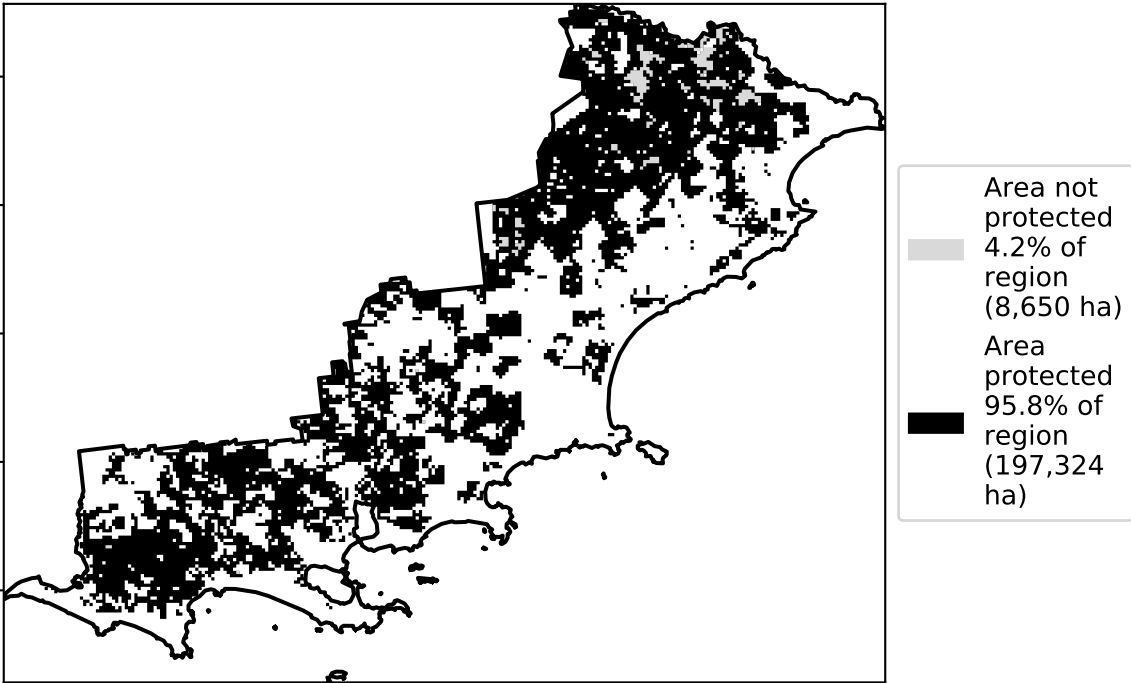 Area not
protected
4.2% of
region
(8,650 ha)
Area
protected
95.8% of
region
(197,324
ha)